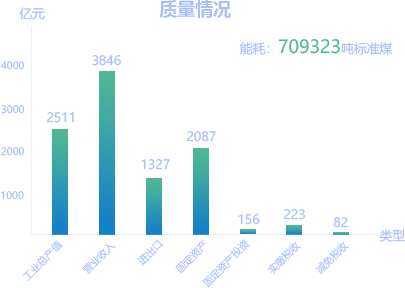 质量情况
亿元
能耗：709323吨标准煤
4000
3000
2000
1000
2511
3846
1327
2087
156
223
82
工业总产值
营业收入
进出口
固定资产
固定资产投资
实缴税收
减免税收
类型